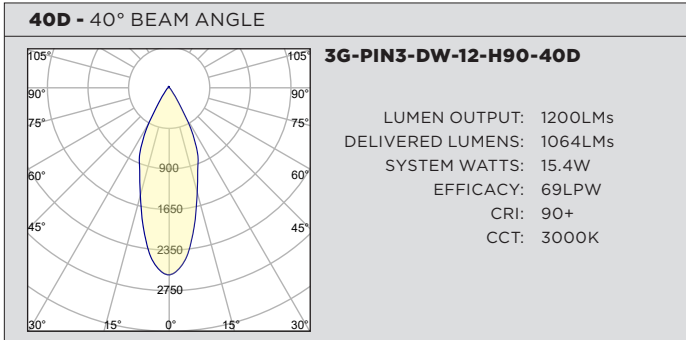 40D - 40° BEAM ANGLE
3G-PIN3-DW-12-H90-40D
LUMEN OUTPUT: 1200LMs
DELIVERED LUMENS: 1064LMs
SYSTEM WATTS: 15.4W
EFFICACY: 69LPW
CRI: 90+
CCT: 3000K
105° 105°
90° 90°
75° 75°
60° 60°
900
1650
45° 45°
2350
2750
30° 15° 0° 15° 30°